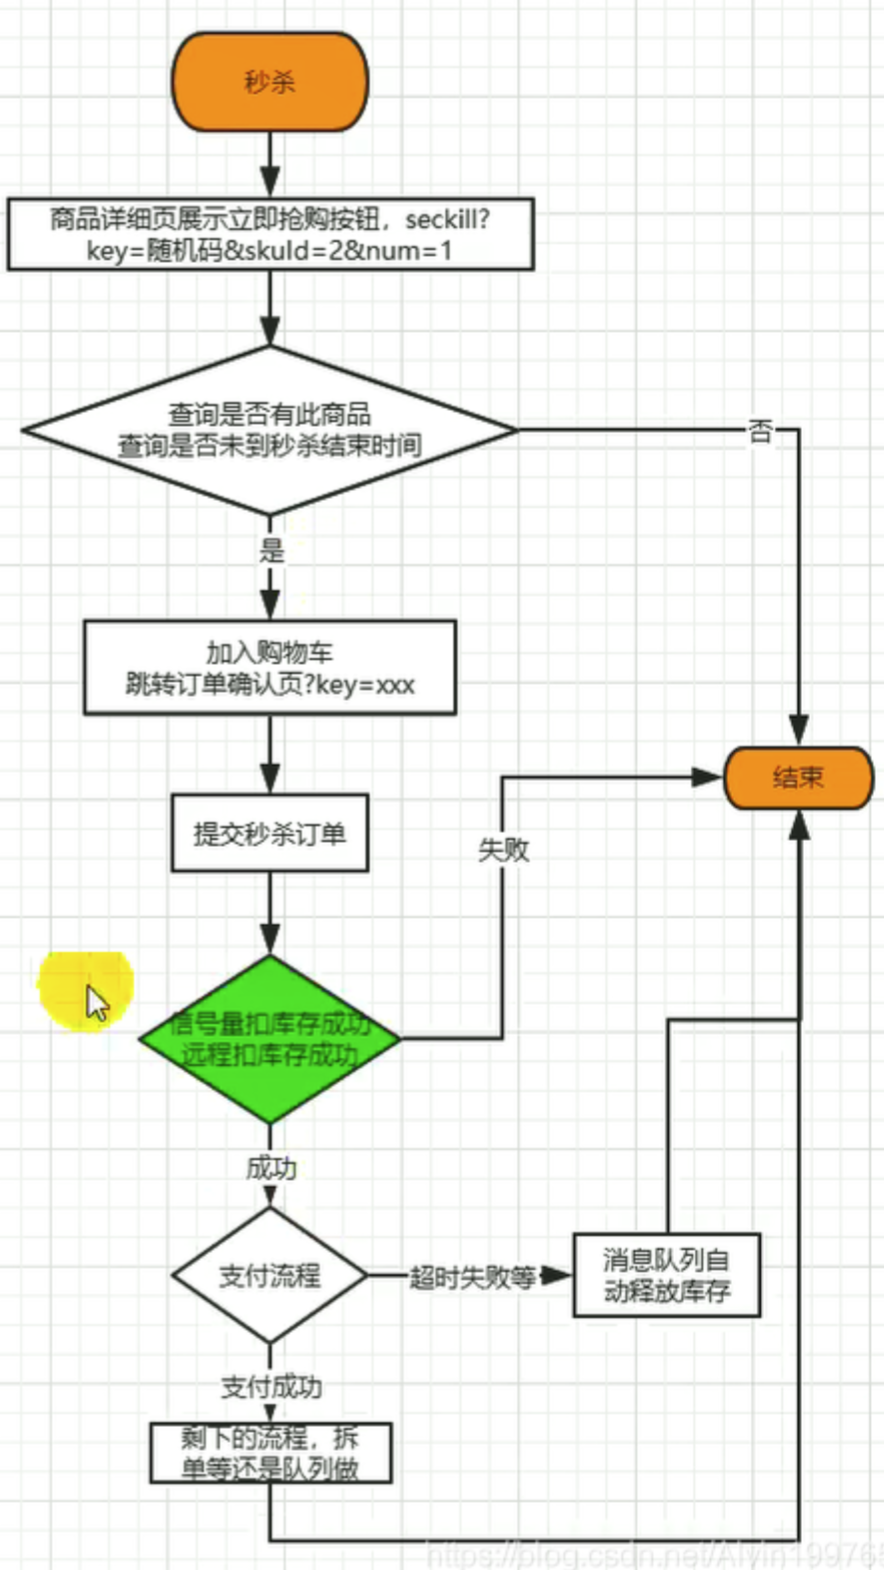 秒杀
商品详细页展示立即抢购按钮，seckill?
key=随机码&skuId=2&num=1
查询是否有此商品
查询是否未到秒杀结束时间
否
是
加入购物车
跳转订单确认页?key=xxx
结束
提交秒杀订单
失败
信号量扣库存成功
远程扣库存成功
成功
支付流程
超时失败等
消息队列自
动释放库存
支付成功
剩下的流程，拆
单等还是队列做
https://blog.csdn.net/Alvin199765